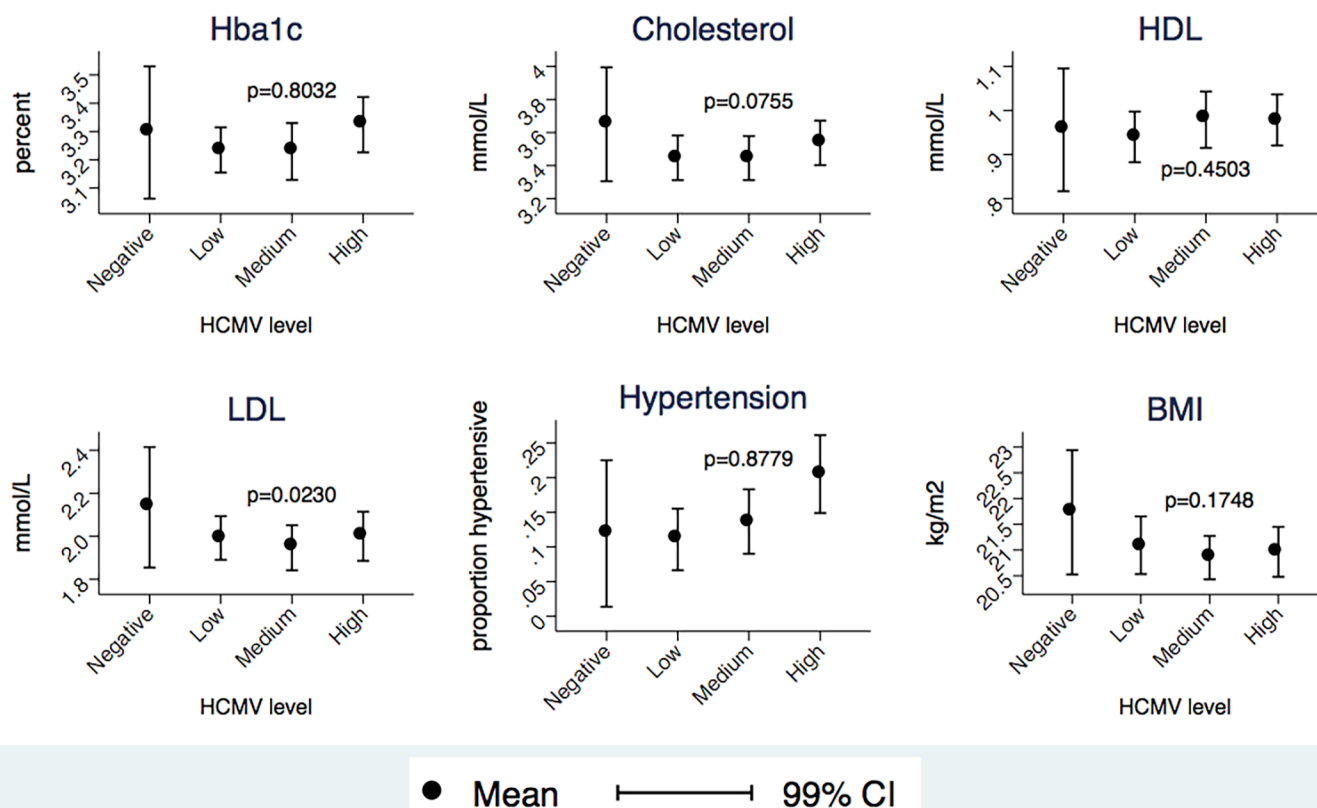 Hba1c
percent
3.5
3.4
3.3
3.2
3.1
p=0.8032
Negative
Low
Medium
High
HCMV level
Cholesterol
mmol/L
4
3.8
3.6
3.4
3.2
p=0.0755
Negative
Low
Medium
High
HCMV level
HDL
mmol/L
1.1
1
.9
.8
p=0.4503
Negative
Low
Medium
High
HCMV level
LDL
mmol/L
2.4
2.2
2.0
1.8
p=0.0230
Negative
Low
Medium
High
HCMV level
Hypertension
proportion hypertensive
.25
.2
.15
.1
.05
0
p=0.8779
Negative
Low
Medium
High
BMI
kg/m2
23
22.5
22
21.5
21
20.5
p=0.1748
Negative
Low
Medium
High
HCMV level
Mean
99% CI